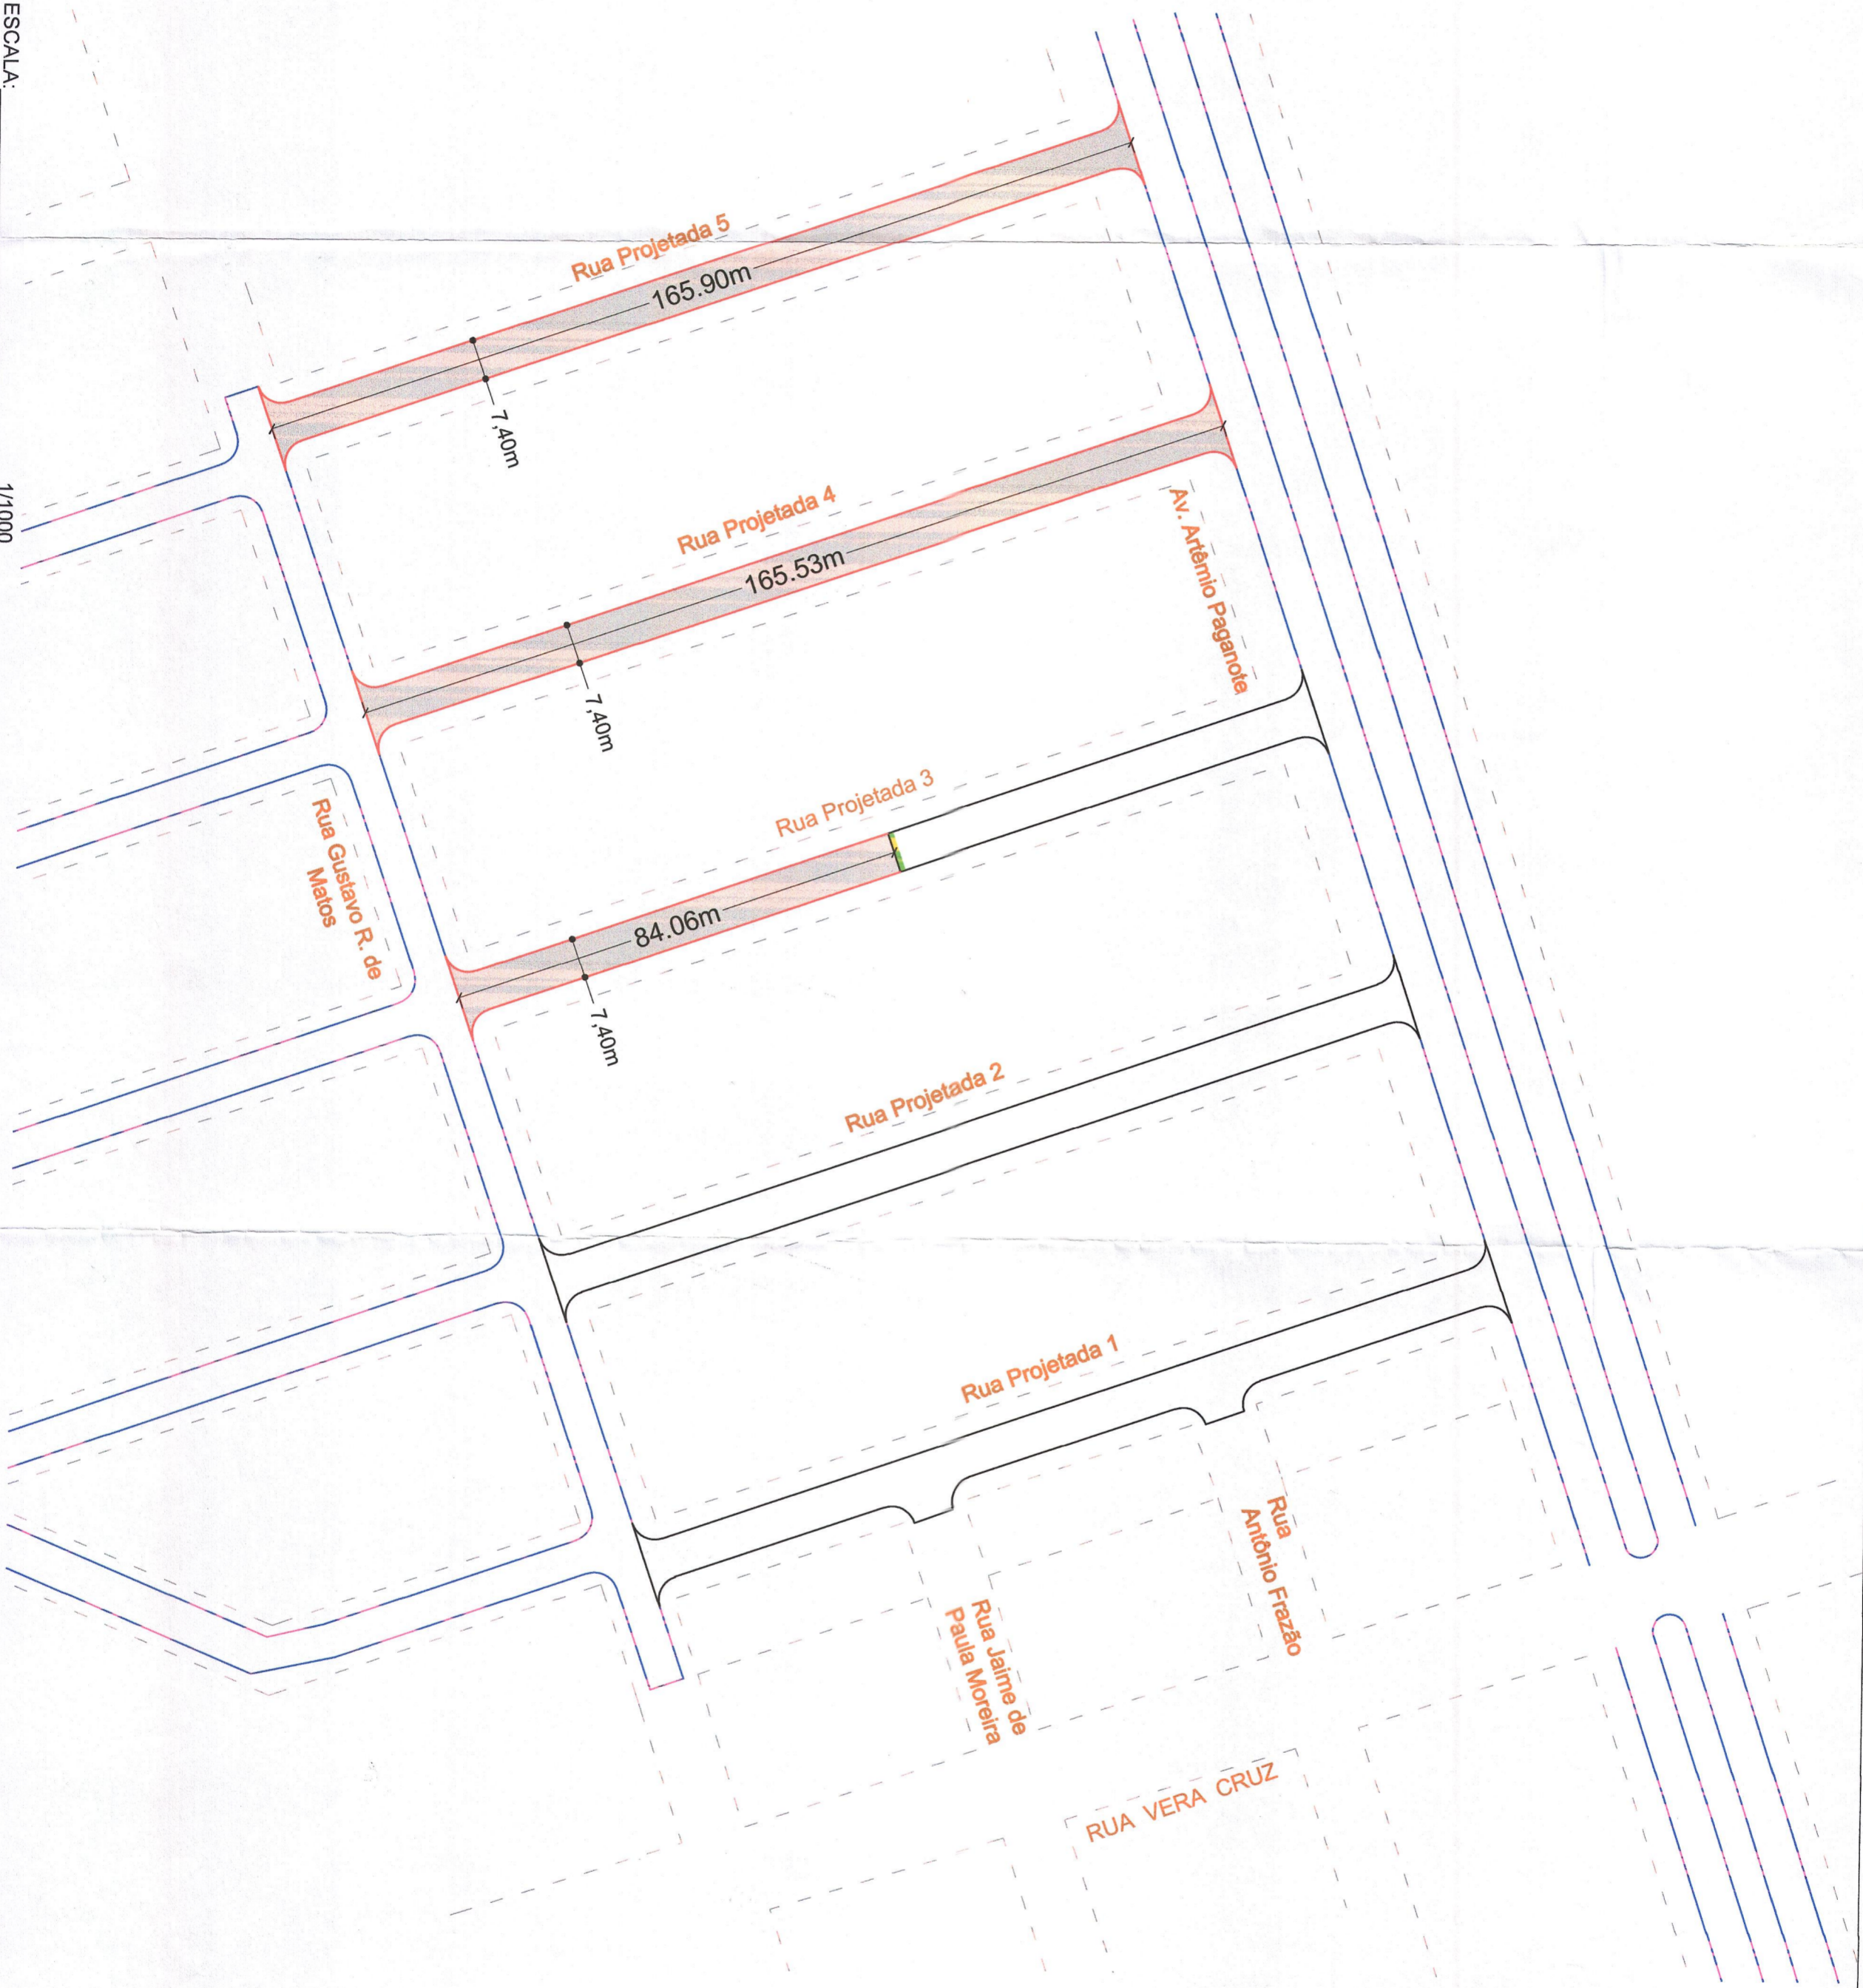 ESCALA:
1/1000
Rua Projetada 5
165.90m
7,40m
Rua Projetada 4
165.53m
7,40m
Av. Artêmio Paganote
Rua Projetada 3
84.06m
7,40m
Rua Gustavo R. de
Matos
Rua Projetada 2
Rua Projetada 1
Rua
Antônio Frazão
Rua Jaime de
Paula Moreira
RUA VERA CRUZ